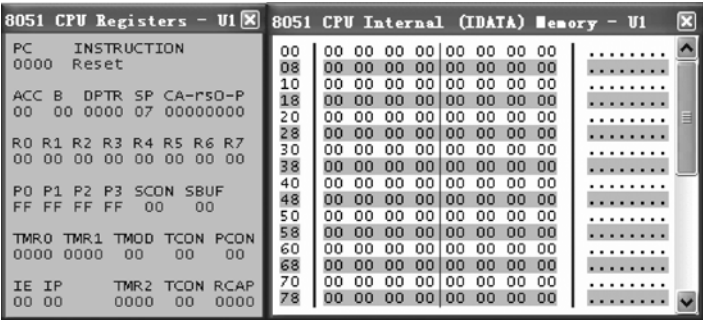 8051 CPU Registers - U1
PC INSTRUCTION
0000 Reset
ACC B DPTR SP CA-rs0-P
00 00 0000 07 00000000
R0 R1 R2 R3 R4 R5 R6 R7
00 00 00 00 00 00 00 00
P0 P1 P2 P3 SCON SBUF
FF FF FF FF 00 00
TMR0 TMR1 TMOD TCON PCON
0000 0000 00 00 00
IE IP TMR2 TCON RCAP
00 00 0000 00 0000
8051 CPU Internal (IDATA) Memory - U1
00 00 00 00 00 00 00 00 00 ........
08 00 00 00 00 00 00 00 00 ........
10 00 00 00 00 00 00 00 00 ........
18 00 00 00 00 00 00 00 00 ........
20 00 00 00 00 00 00 00 00 ........
28 00 00 00 00 00 00 00 00 ........
30 00 00 00 00 00 00 00 00 ........
38 00 00 00 00 00 00 00 00 ........
40 00 00 00 00 00 00 00 00 ........
48 00 00 00 00 00 00 00 00 ........
50 00 00 00 00 00 00 00 00 ........
58 00 00 00 00 00 00 00 00 ........
60 00 00 00 00 00 00 00 00 ........
68 00 00 00 00 00 00 00 00 ........
70 00 00 00 00 00 00 00 00 ........
78 00 00 00 00 00 00 00 00 ........